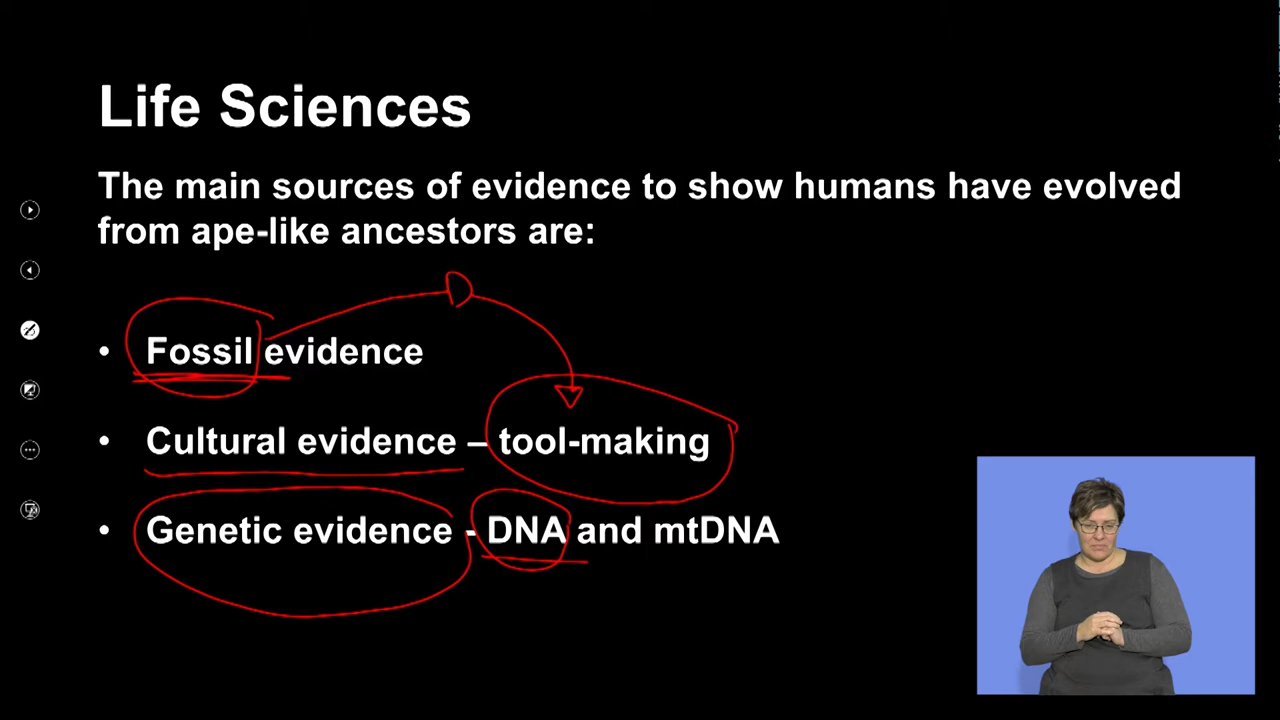 Life Sciences
The main sources of evidence to show humans have evolved
from ape-like ancestors are:
• Fossil evidence
• Cultural evidence – tool-making
• Genetic evidence - DNA and mtDNA